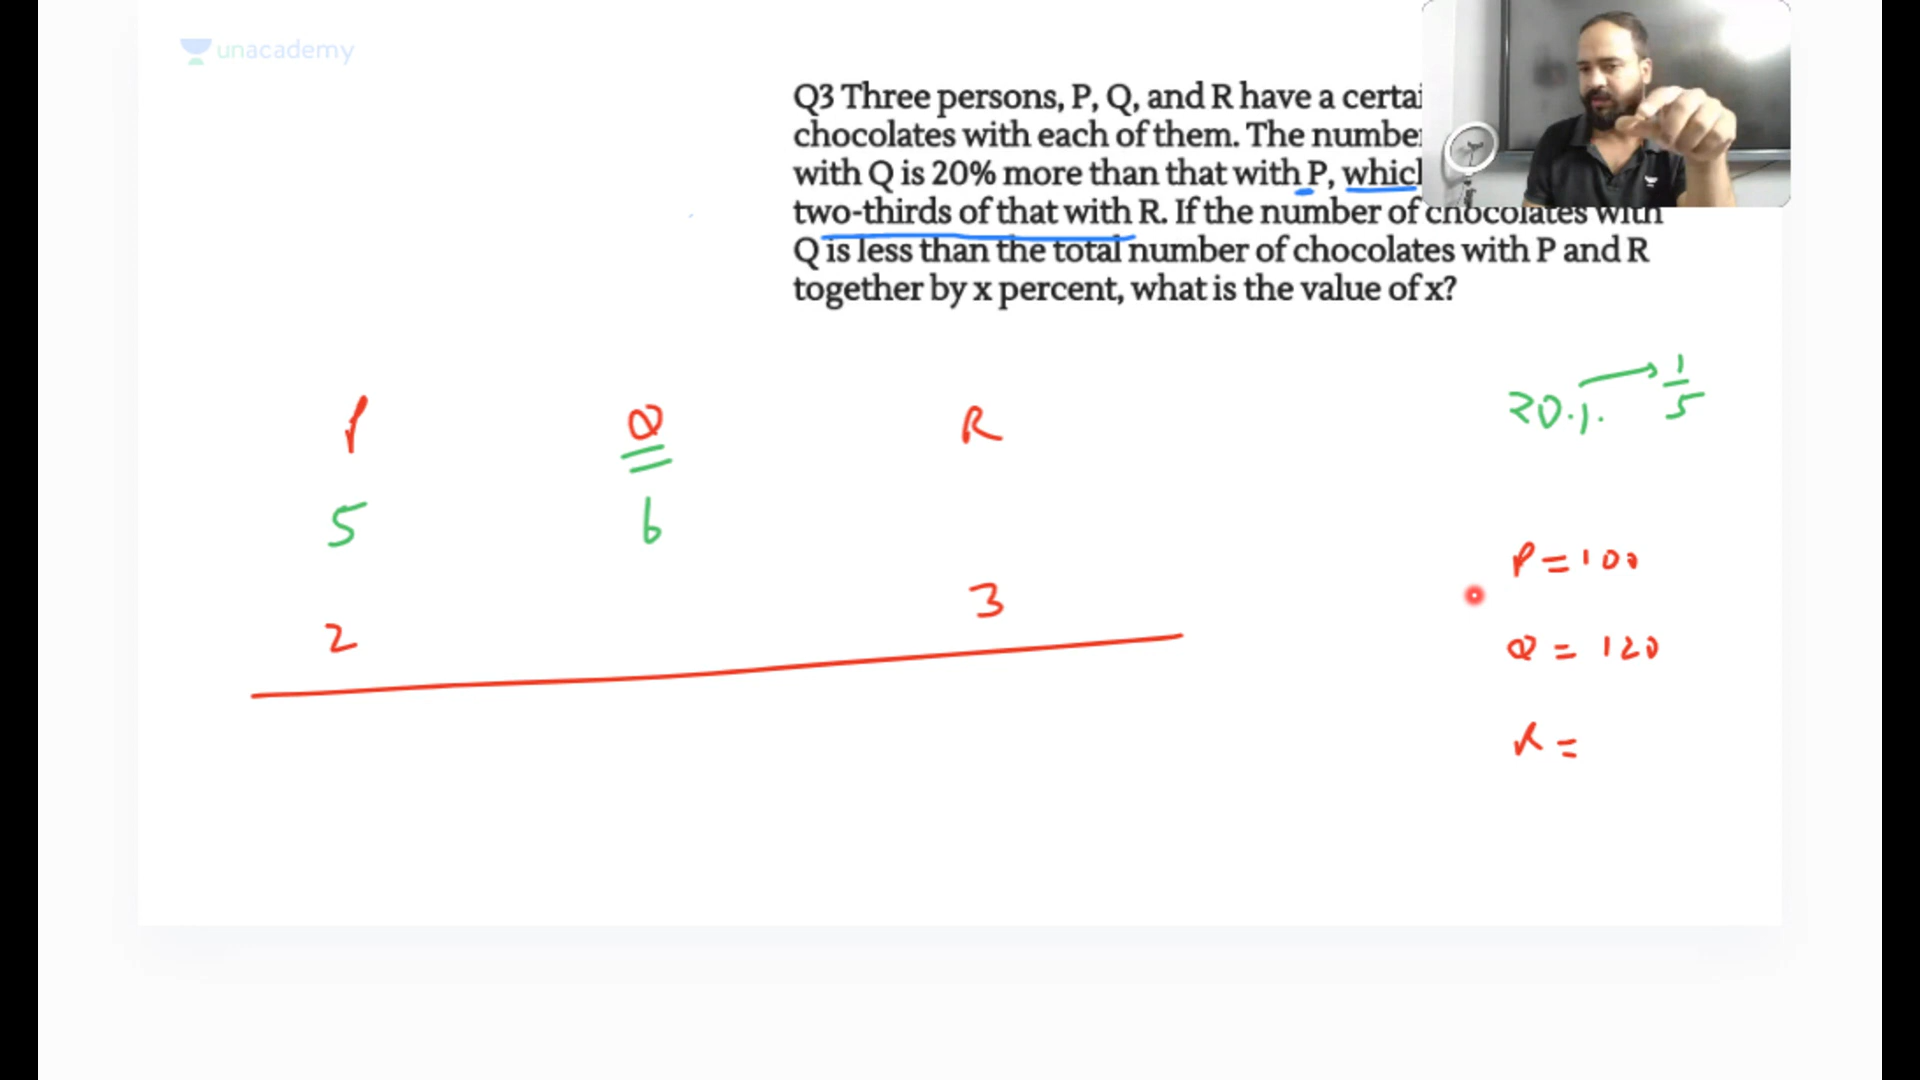 unacademy
Q3 Three persons, P, Q, and R have a certai
chocolates with each of them. The number
with Q is 20% more than that with P, which
two-thirds of that with R. If the number of chocolates with
Q is less than the total number of chocolates with P and R
together by x percent, what is the value of x?
P Q R
20% 1/5
5 6
P = 100
2 3
Q = 120
R =